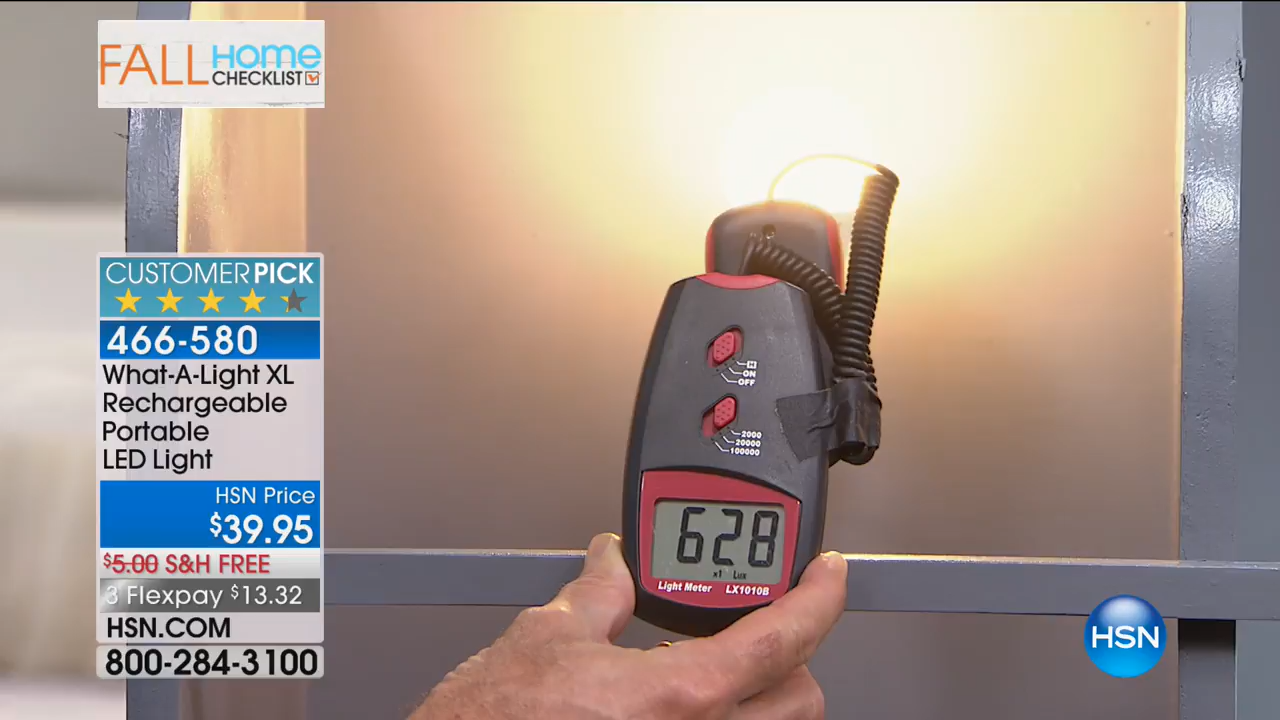 FALL Home
CHECKLIST
CUSTOMER PICK
466-580
What-A-Light XL
Rechargeable
Portable
LED Light
HSN Price
$39.95
$5.00 S&H FREE
3 Flexpay $13.32
HSN.COM
800-284-3100
H
ON
OFF
2000
20000
100000
628
x1 Lux
Light Meter LX1010B
HSN